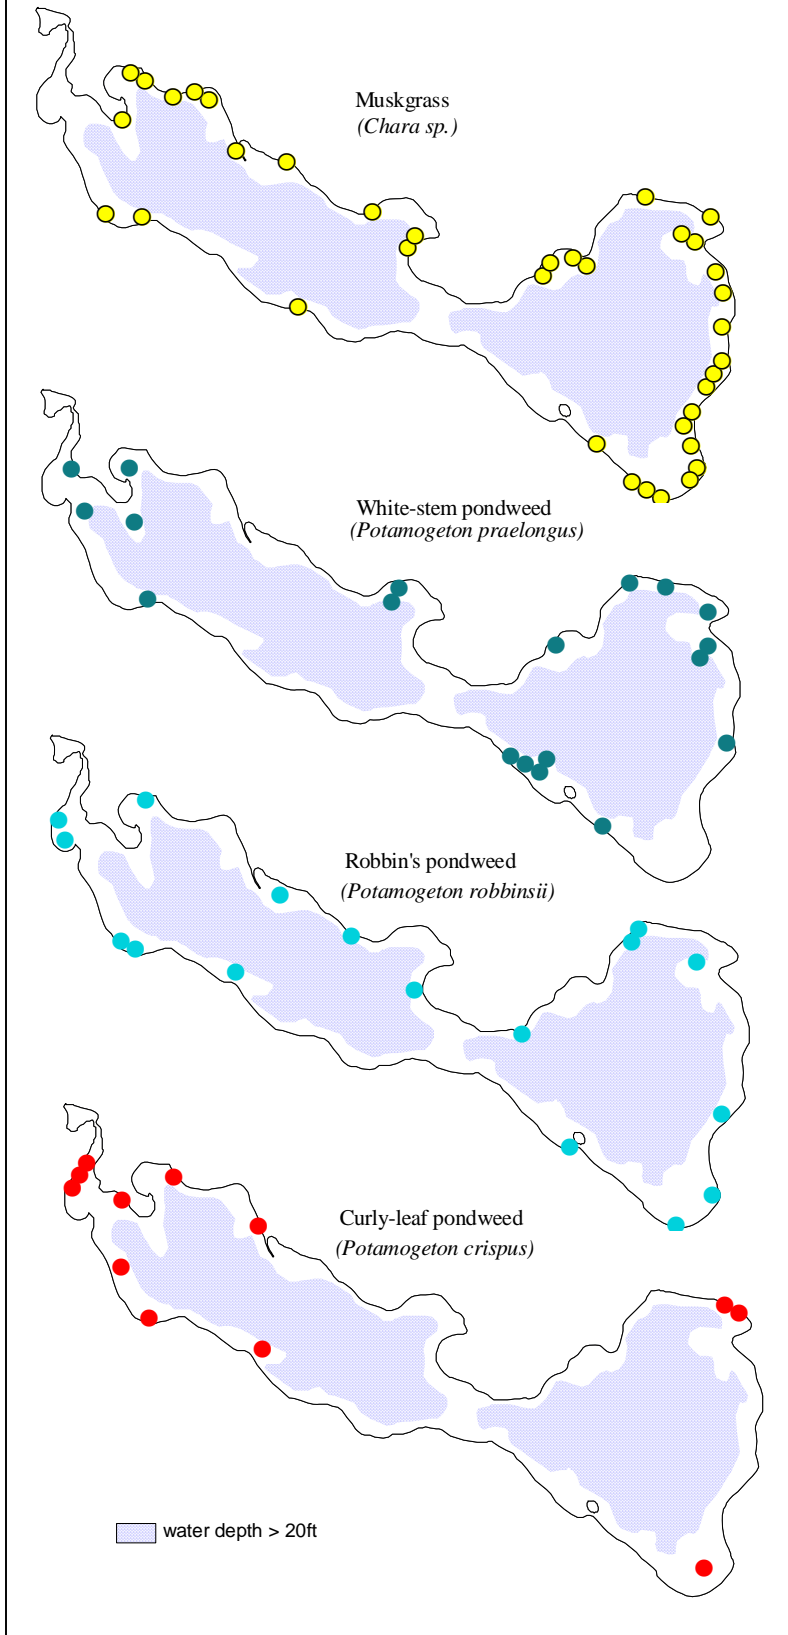 Muskgrass
(Chara sp.)
White-stem pondweed
(Potamogeton praelongus)
Robbin's pondweed
(Potamogeton robbinsii)
Curly-leaf pondweed
(Potamogeton crispus)
water depth > 20ft